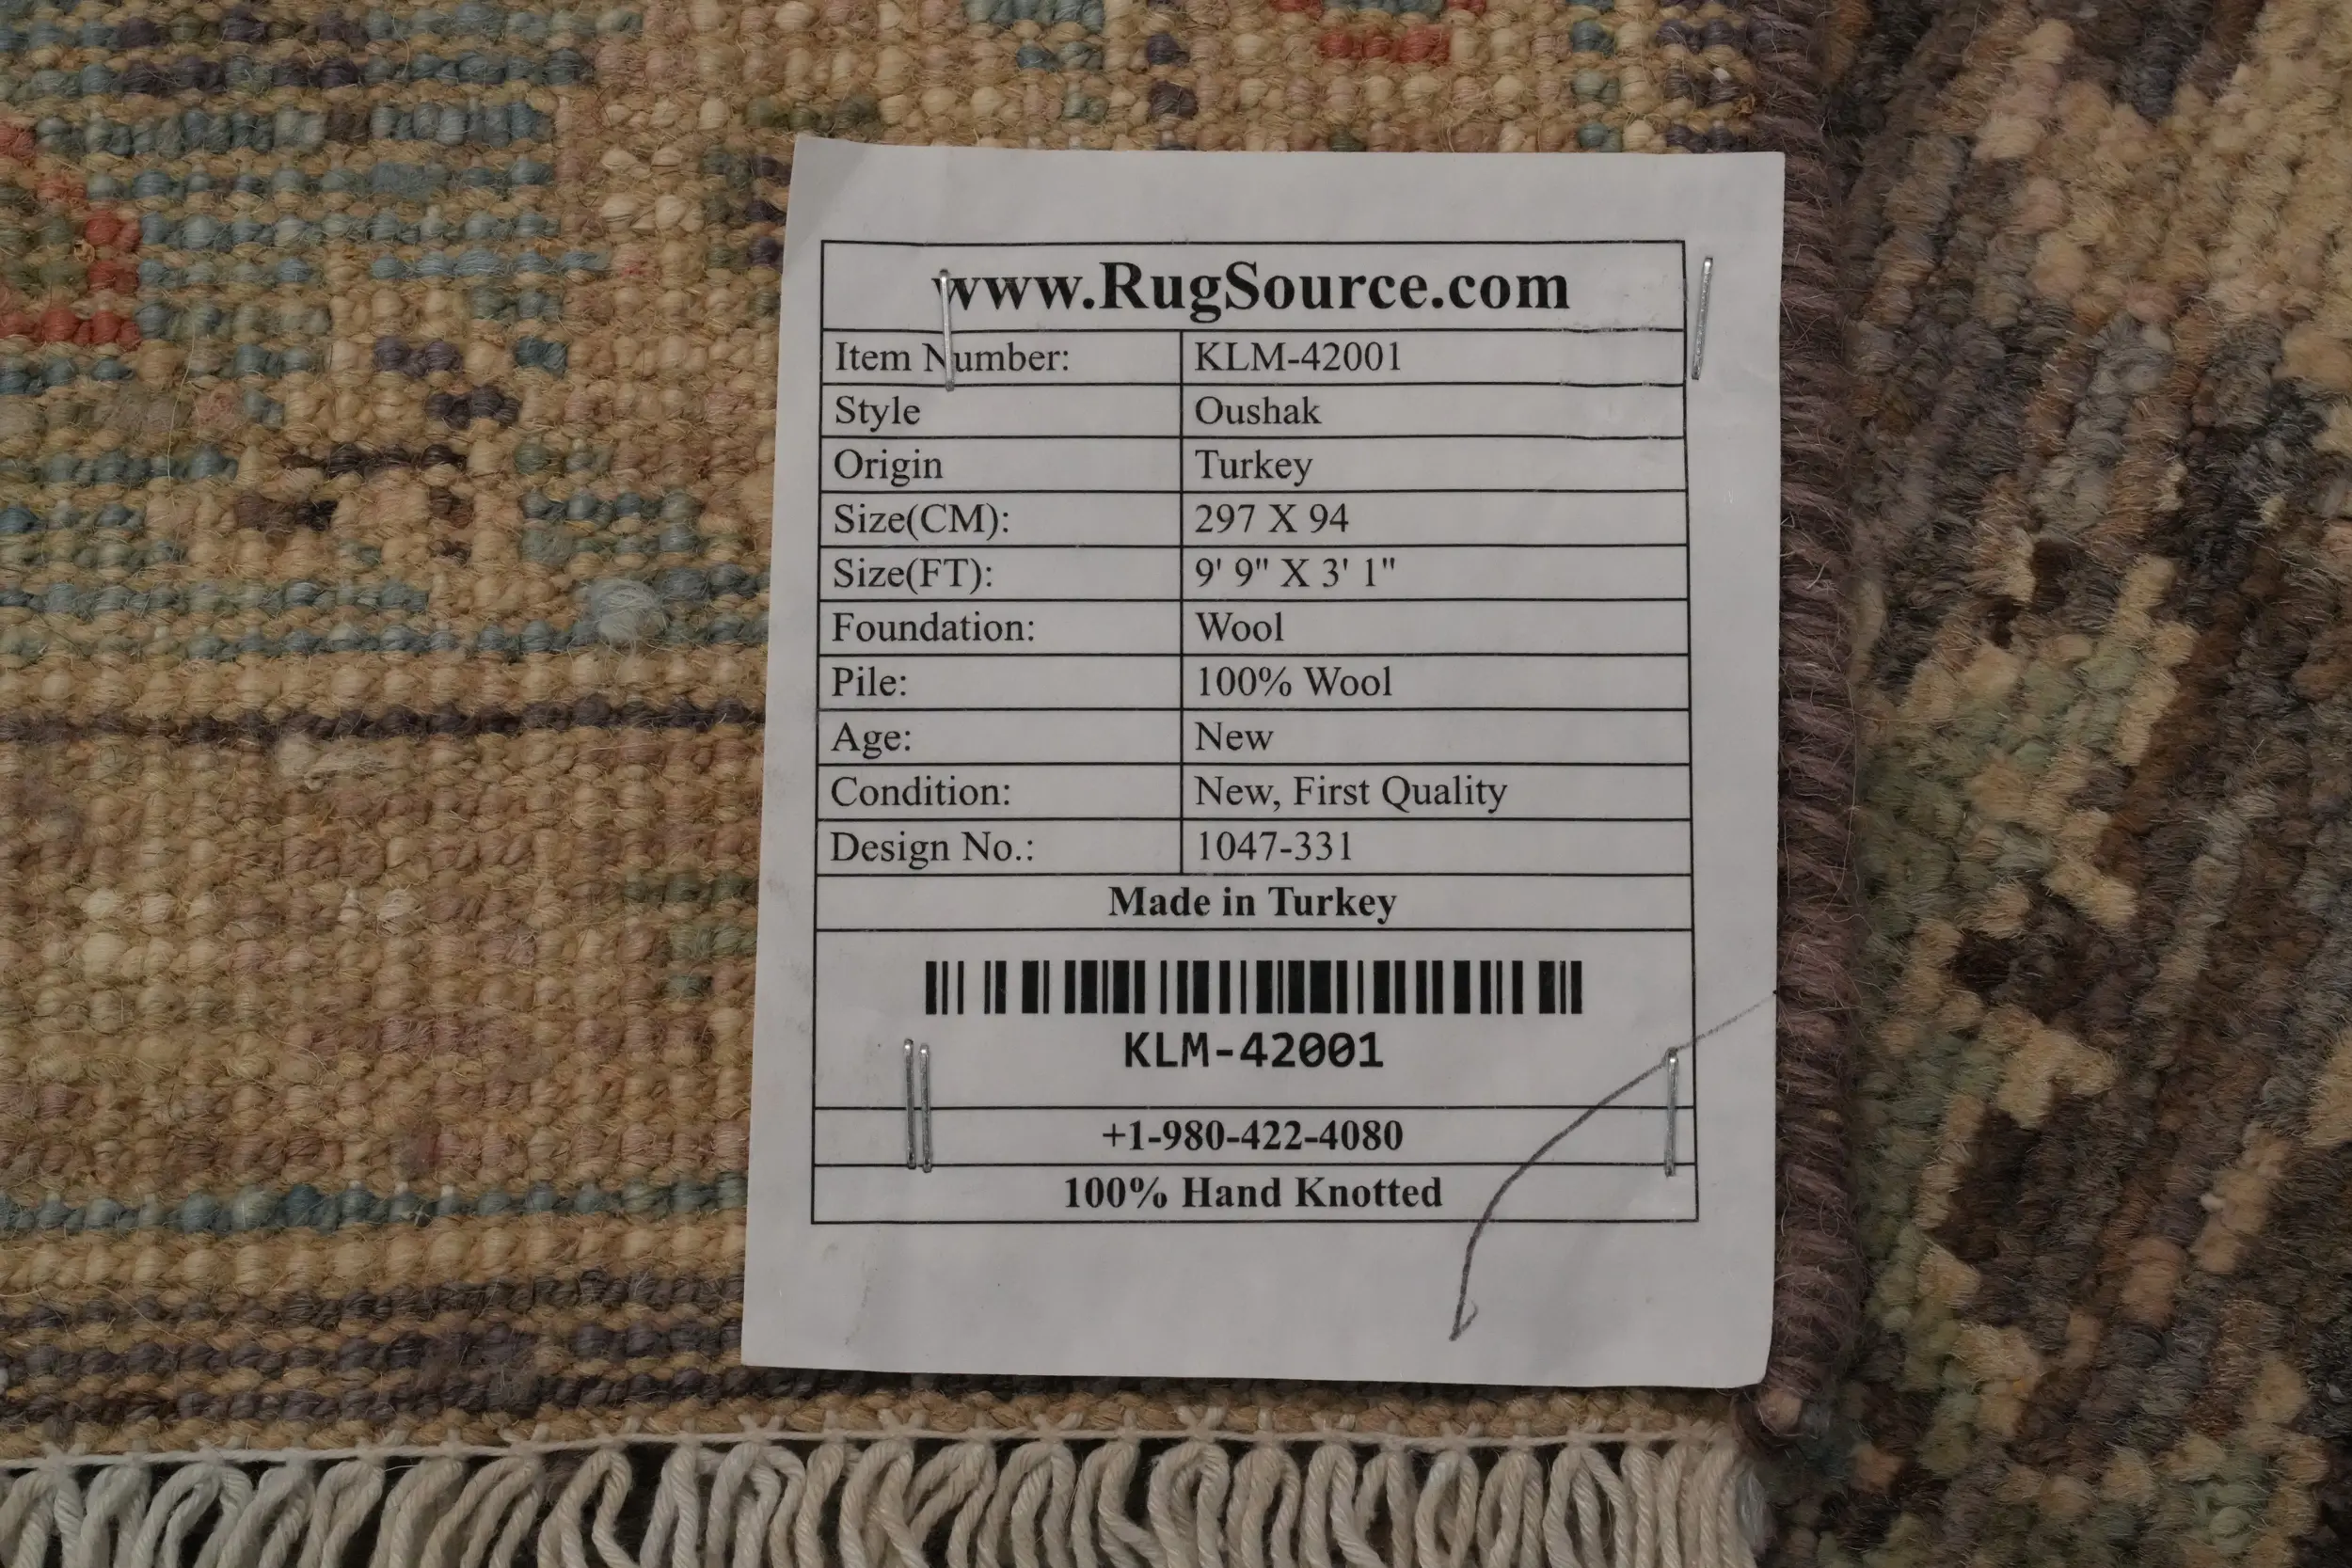 www.RugSource.com
Item Number: KLM-42001
Style Oushak
Origin Turkey
Size(CM): 297 X 94
Size(FT): 9' 9" X 3' 1"
Foundation: Wool
Pile: 100% Wool
Age: New
Condition: New, First Quality
Design No.: 1047-331
Made in Turkey
KLM-42001
+1-980-422-4080
100% Hand Knotted